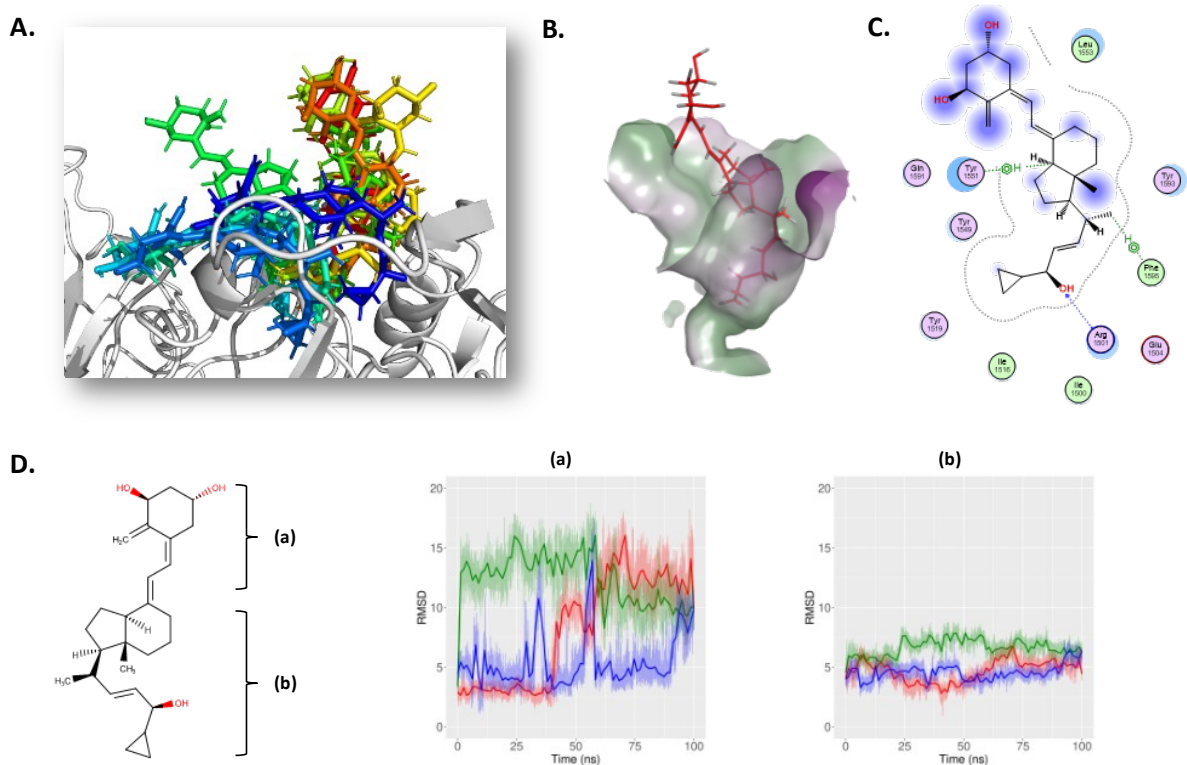 A.
B.
C.
OH
HO
H
H
H
H
OH
Leu
1553
Gln
1591
Tyr
1551
Tyr
1593
Tyr
1549
Phe
1595
Tyr
1519
Arg
1501
Glu
1504
Ile
1516
Ile
1500
D.
HO
OH
H₂C
H
H
CH₃
H₃C
OH
(a)
(b)
(a)
RMSD
20
15
10
5
0
0 25 50 75 100
Time (ns)
(b)
RMSD
20
15
10
5
0
0 25 50 75 100
Time (ns)